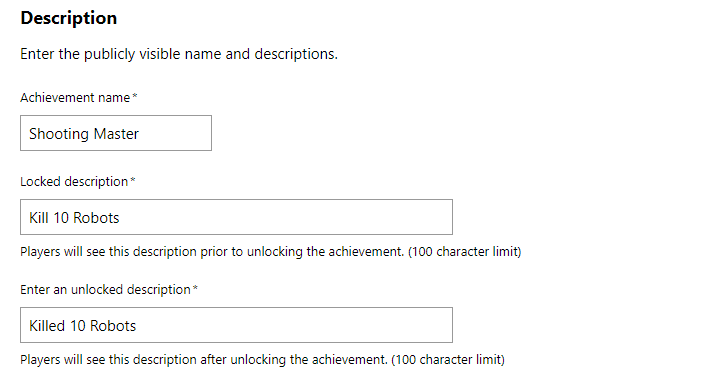 Description
Enter the publicly visible name and descriptions.
Achievement name*
Shooting Master
Locked description*
Kill 10 Robots
Players will see this description prior to unlocking the achievement. (100 character limit)
Enter an unlocked description*
Killed 10 Robots
Players will see this description after unlocking the achievement. (100 character limit)